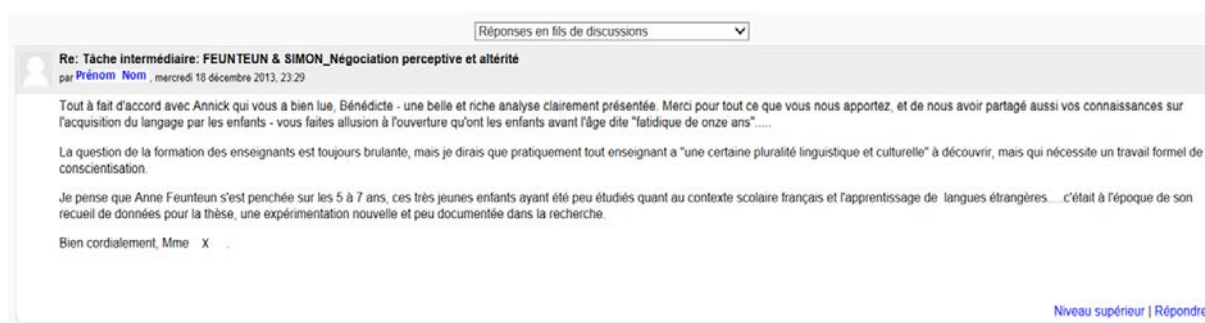 Réponses en fils de discussions
Re: Tâche intermédiaire: FEUNTEUN & SIMON_Négociation perceptive et altérité
par Prénom Nom , mercredi 18 décembre 2013, 23:29
Tout à fait d'accord avec Annick qui vous a bien lue, Bénédicte - une belle et riche analyse clairement présentée. Merci pour tout ce que vous nous apportez, et de nous avoir partagé aussi vos connaissances sur
l'acquisition du langage par les enfants - vous faites allusion à l'ouverture qu'ont les enfants avant l'âge dite "fatidique de onze ans".....
La question de la formation des enseignants est toujours brulante, mais je dirais que pratiquement tout enseignant a "une certaine pluralité linguistique et culturelle" à découvrir, mais qui nécessite un travail formel de
conscientisation.
Je pense que Anne Feunteun s'est penchée sur les 5 à 7 ans, ces très jeunes enfants ayant été peu étudiés quant au contexte scolaire français et l'apprentissage de langues étrangères.....c'était à l'époque de son
recueil de données pour la thèse, une expérimentation nouvelle et peu documentée dans la recherche.
Bien cordialement, Mme X .
Niveau supérieur | Répondre